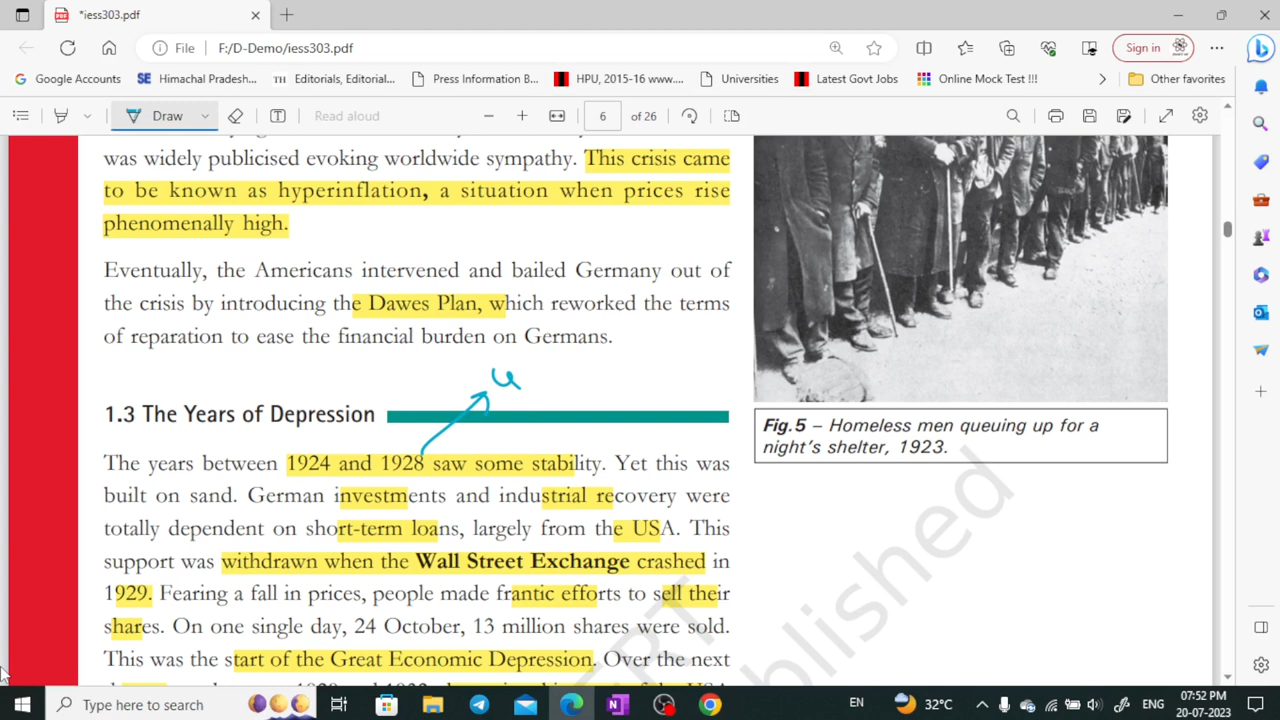 *iess303.pdf
File F:/D-Demo/iess303.pdf Sign in
Google Accounts SE Himachal Pradesh... TH Editorials, Editorial... Press Information B... HPU, 2015-16 www.... Universities Latest Govt Jobs Online Mock Test !!! Other favorites
Draw Read aloud 6 of 26
was widely publicised evoking worldwide sympathy. This crisis came
to be known as hyperinflation, a situation when prices rise
phenomenally high.
Eventually, the Americans intervened and bailed Germany out of
the crisis by introducing the Dawes Plan, which reworked the terms
of reparation to ease the financial burden on Germans.
1.3 The Years of Depression
The years between 1924 and 1928 saw some stability. Yet this was
built on sand. German investments and industrial recovery were
totally dependent on short-term loans, largely from the USA. This
support was withdrawn when the Wall Street Exchange crashed in
1929. Fearing a fall in prices, people made frantic efforts to sell their
shares. On one single day, 24 October, 13 million shares were sold.
This was the start of the Great Economic Depression. Over the next
Fig.5 – Homeless men queuing up for a
night's shelter, 1923.
blished
Type here to search EN 32°C ENG 07:52 PM
20-07-2023